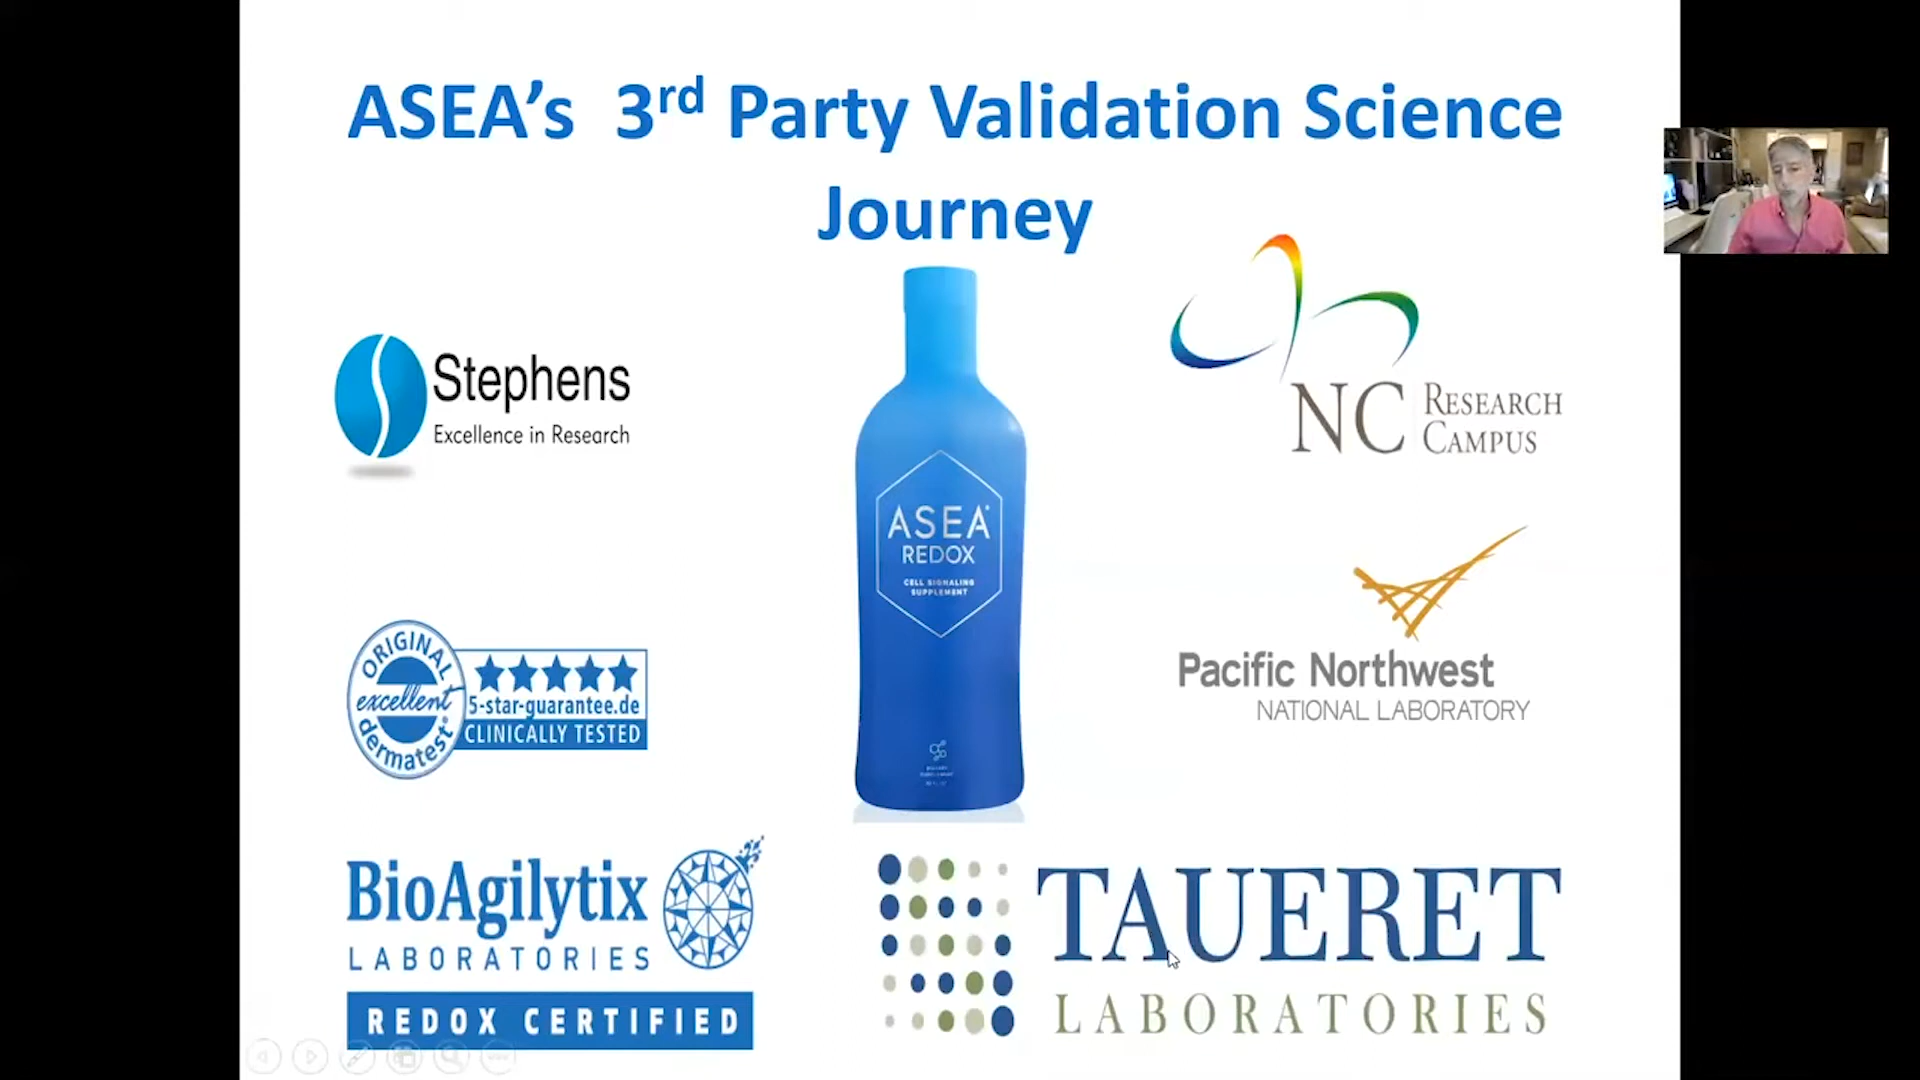 ASEA's 3rd Party Validation Science
Journey
Stephens
Excellence in Research
NC RESEARCH
CAMPUS
ASEA
REDOX
CELL SIGNALING
SUPPLEMENT
Pacific Northwest
NATIONAL LABORATORY
ORIGINAL
excellent
dermatest®
5-star-guarantee.de
CLINICALLY TESTED
BioAgilytix
LABORATORIES
REDOX CERTIFIED
TAUERET
LABORATORIES